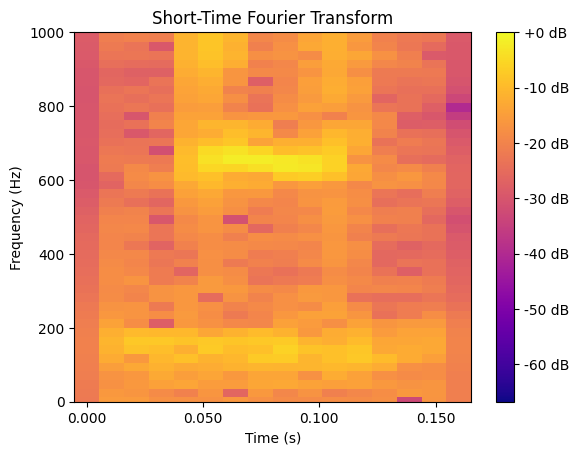 Short-Time Fourier Transform
1000
800
600
400
200
0
Frequency (Hz)
0.000
0.050
0.100
0.150
Time (s)
+0 dB
-10 dB
-20 dB
-30 dB
-40 dB
-50 dB
-60 dB